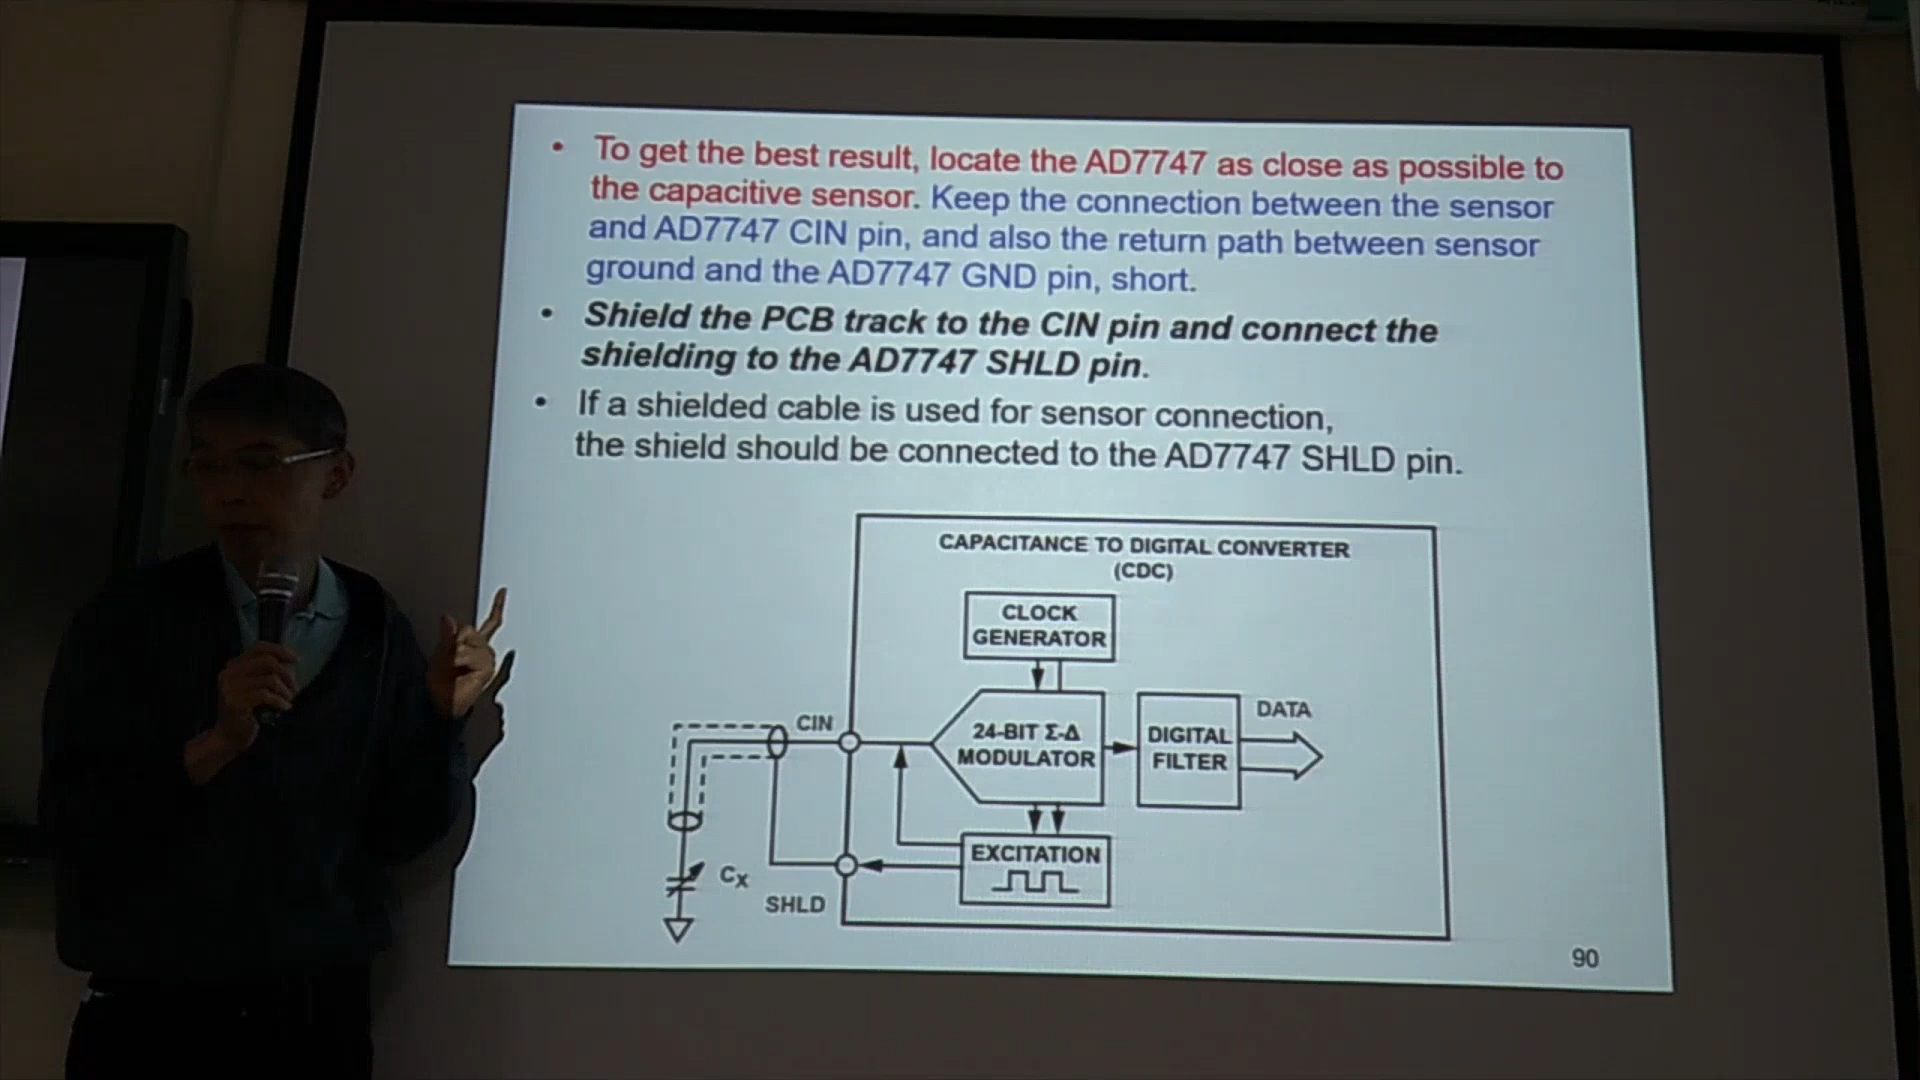 • To get the best result, locate the AD7747 as close as possible to
the capacitive sensor. Keep the connection between the sensor
and AD7747 CIN pin, and also the return path between sensor
ground and the AD7747 GND pin, short.
• Shield the PCB track to the CIN pin and connect the
shielding to the AD7747 SHLD pin.
• If a shielded cable is used for sensor connection,
the shield should be connected to the AD7747 SHLD pin.
CAPACITANCE TO DIGITAL CONVERTER
(CDC)
CLOCK
GENERATOR
CIN
24-BIT Σ-Δ
MODULATOR
DIGITAL
FILTER
DATA
EXCITATION
CX
SHLD
90